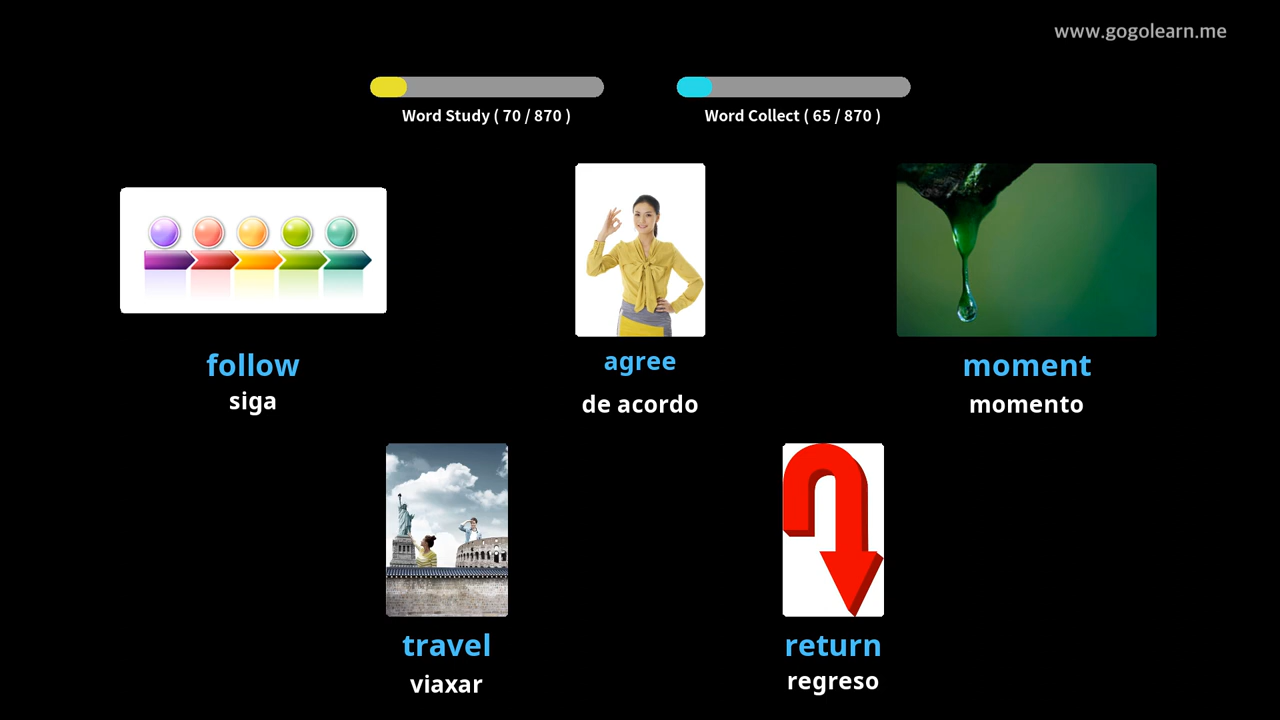 www.gogolearn.me
Word Study ( 70 / 870 )
Word Collect ( 65 / 870 )
follow
siga
agree
de acordo
moment
momento
travel
viaxar
return
regreso